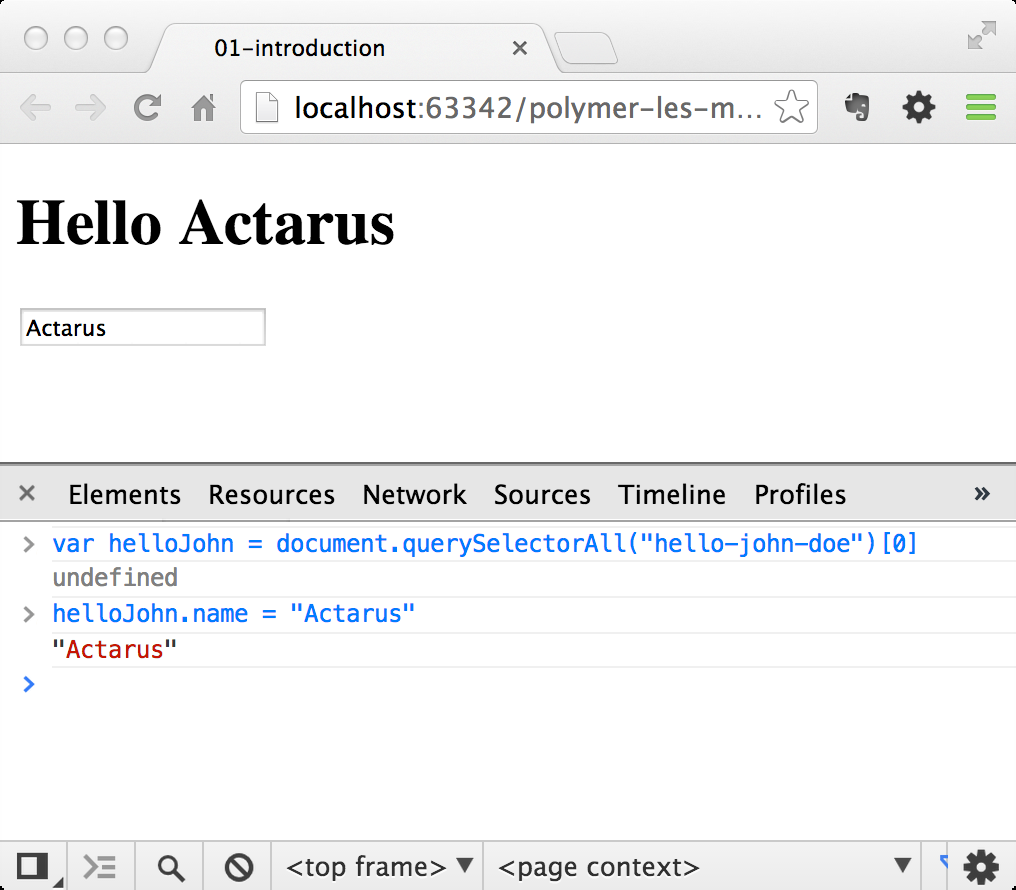 01-introduction
localhost:63342/polymer-les-m...
Hello Actarus
Actarus
Elements Resources Network Sources Timeline Profiles »
> var helloJohn = document.querySelectorAll("hello-john-doe")[0]
undefined
> helloJohn.name = "Actarus"
"Actarus"
>
<top frame> <page context>